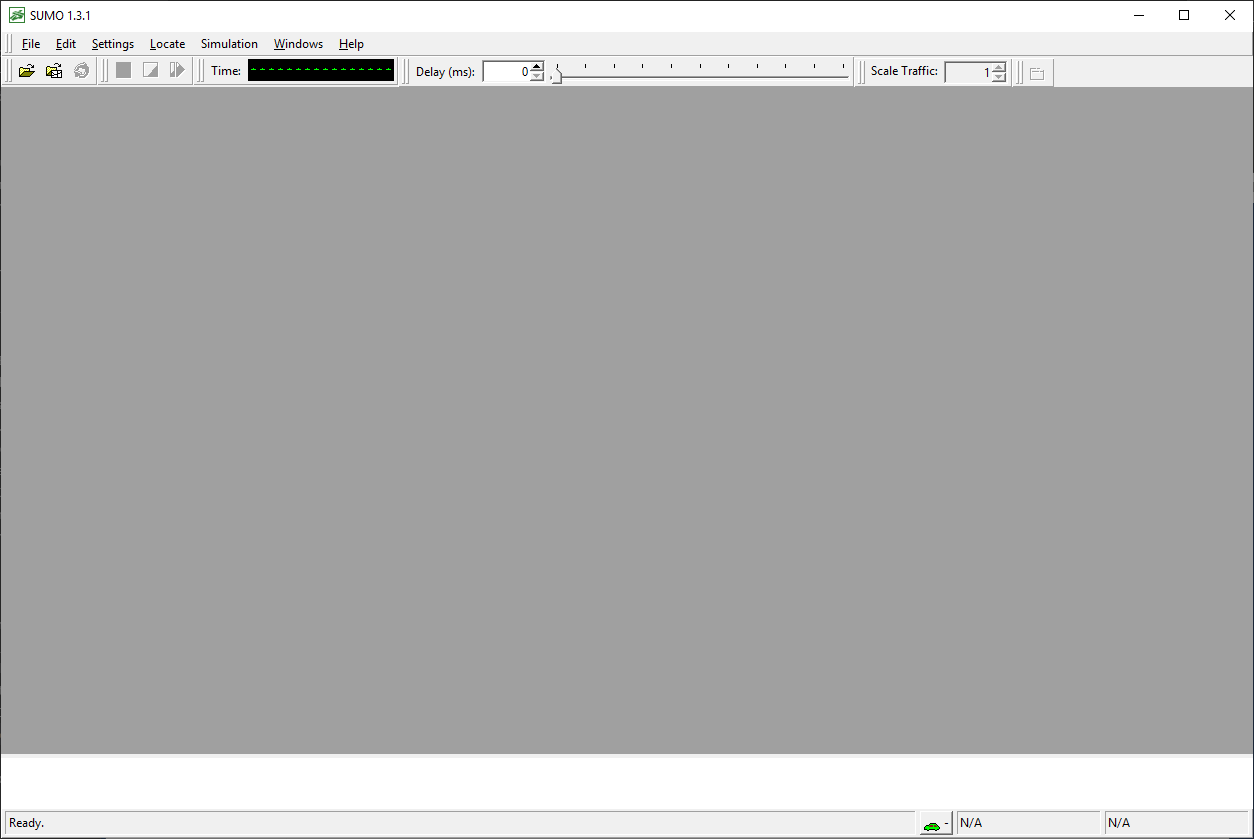 SUMO 1.3.1
File Edit Settings Locate Simulation Windows Help
Time: Delay (ms): 0 Scale Traffic: 1
Ready. - N/A N/A